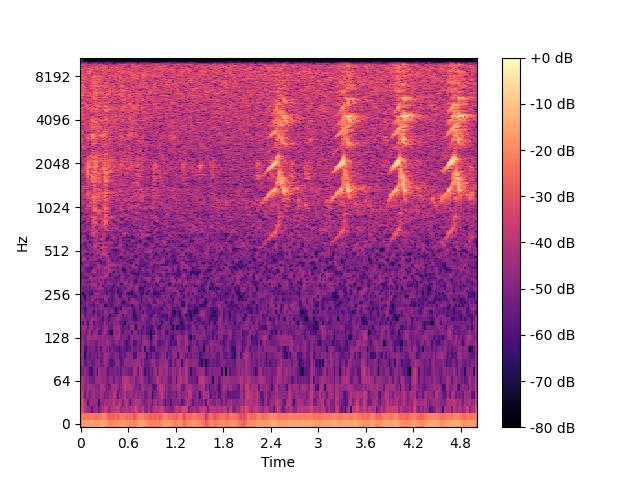 8192
4096
2048
1024
512
256
128
64
0
Hz
0 0.6 1.2 1.8 2.4 3 3.6 4.2 4.8
Time
+0 dB
-10 dB
-20 dB
-30 dB
-40 dB
-50 dB
-60 dB
-70 dB
-80 dB